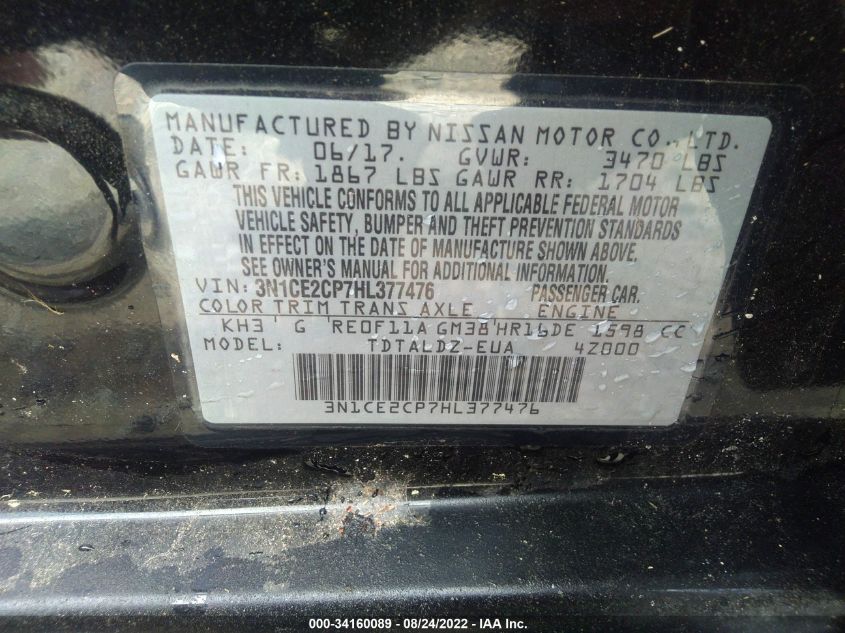 MANUFACTURED BY NISSAN MOTOR CO., LTD.
DATE: 06/17. GVWR: 3470 LBS
GAWR FR: 1867 LBS GAWR RR: 1704 LBS
THIS VEHICLE CONFORMS TO ALL APPLICABLE FEDERAL MOTOR
VEHICLE SAFETY, BUMPER AND THEFT PREVENTION STANDARDS
IN EFFECT ON THE DATE OF MANUFACTURE SHOWN ABOVE.
SEE OWNER'S MANUAL FOR ADDITIONAL INFORMATION.
VIN: 3N1CE2CP7HL377476 PASSENGER CAR.
COLOR TRIM TRANS AXLE ENGINE
KH3 G RE0F11A GM38 HR16DE 1598 CC
MODEL: TDTALDZ-EUA 4Z000
3N1CE2CP7HL377476
000-34160089 - 08/24/2022 - IAA Inc.